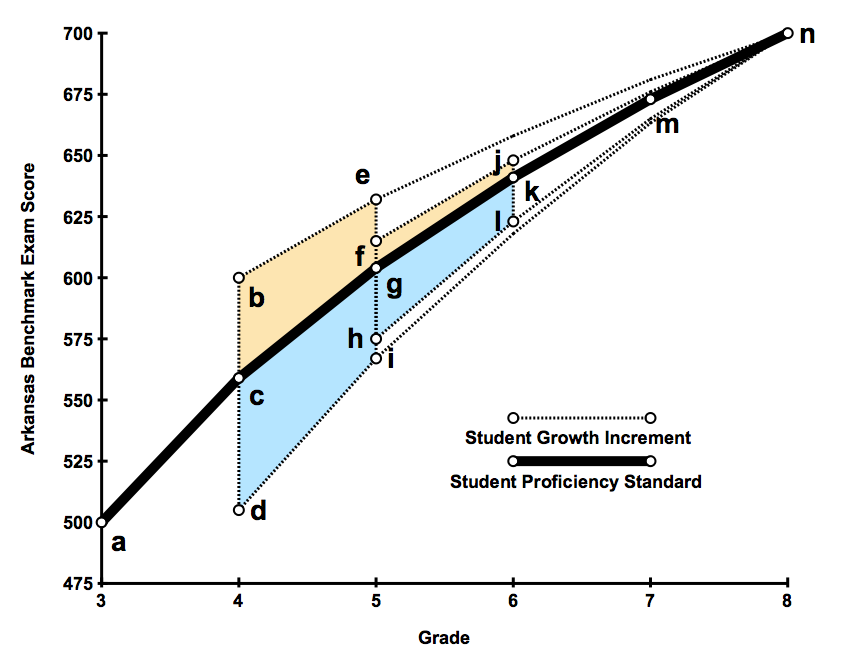 700
675
650
625
600
575
550
525
500
475
Arkansas Benchmark Exam Score
a
b
c
d
e
f
g
h
i
j
k
l
m
n
Student Growth Increment
Student Proficiency Standard
3 4 5 6 7 8
Grade